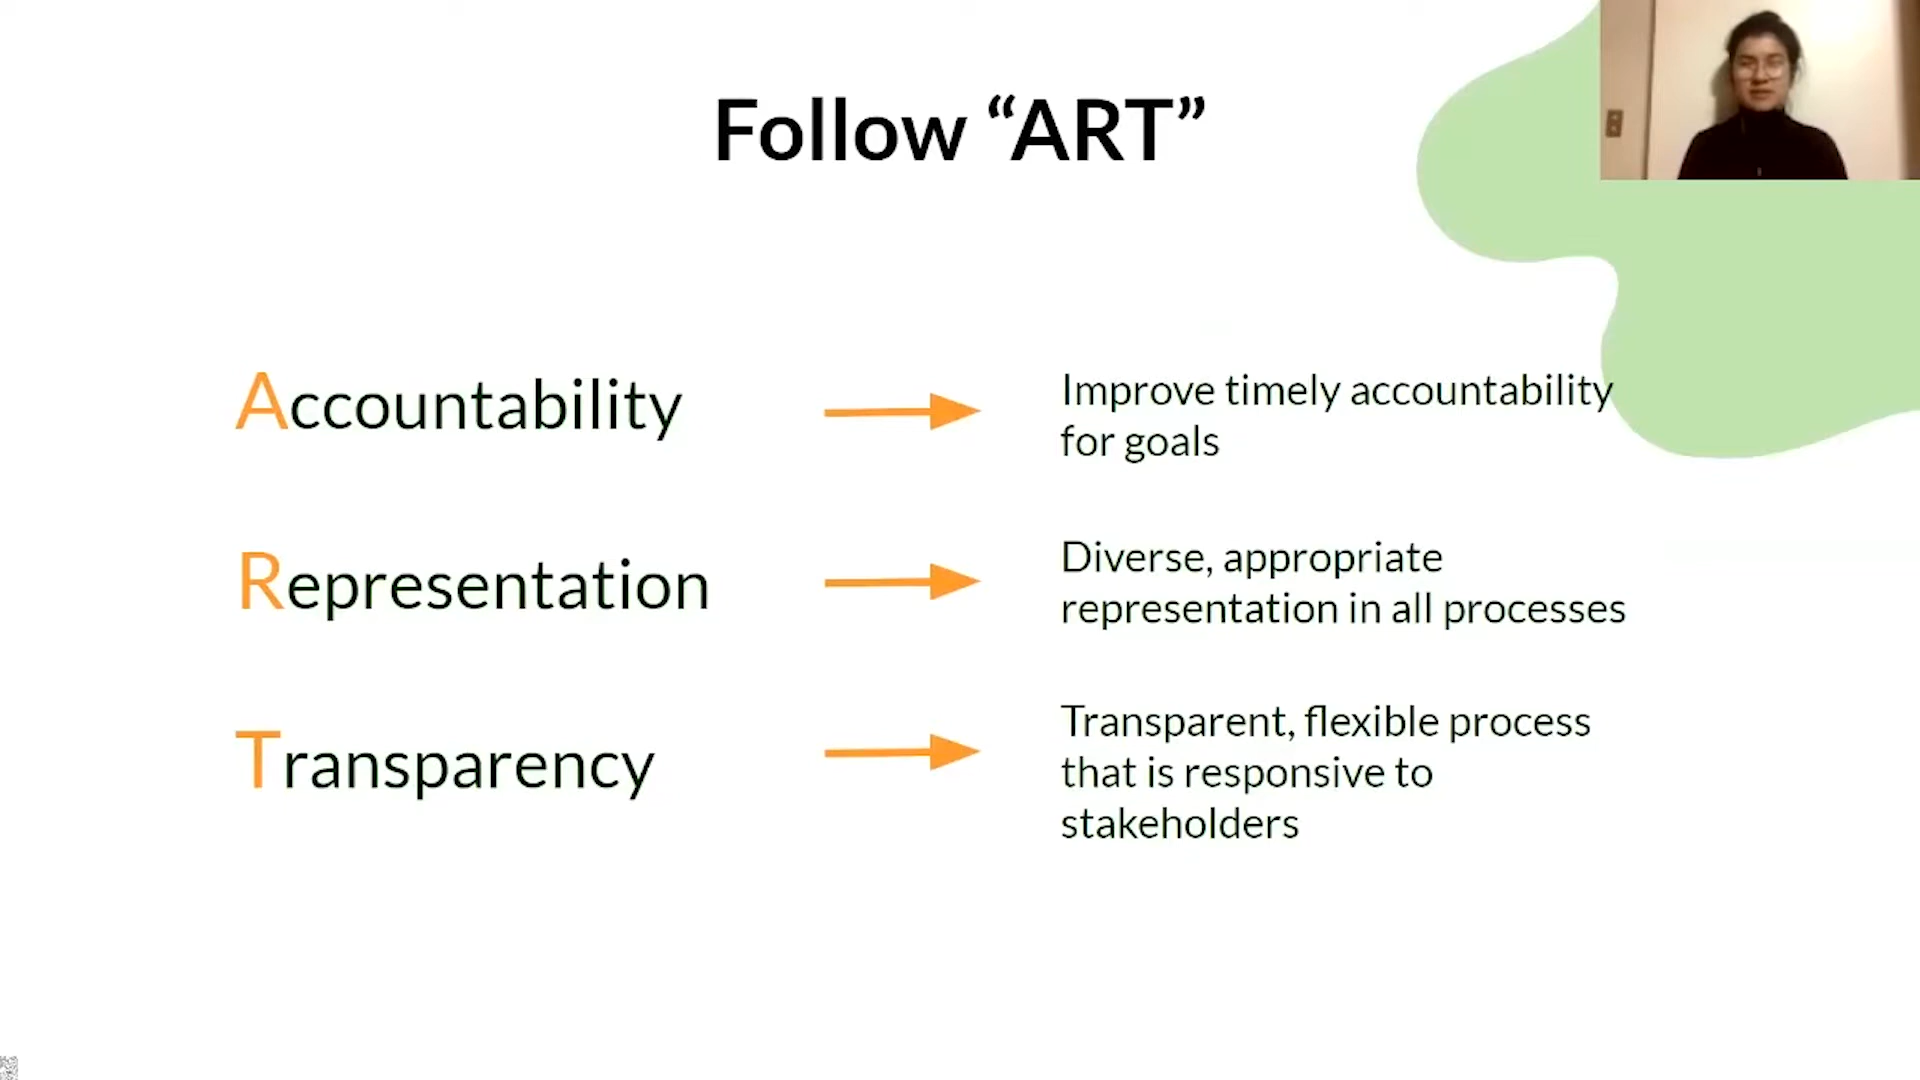 Follow “ART”
Accountability
Improve timely accountability
for goals
Representation
Diverse, appropriate
representation in all processes
Transparency
Transparent, flexible process
that is responsive to
stakeholders